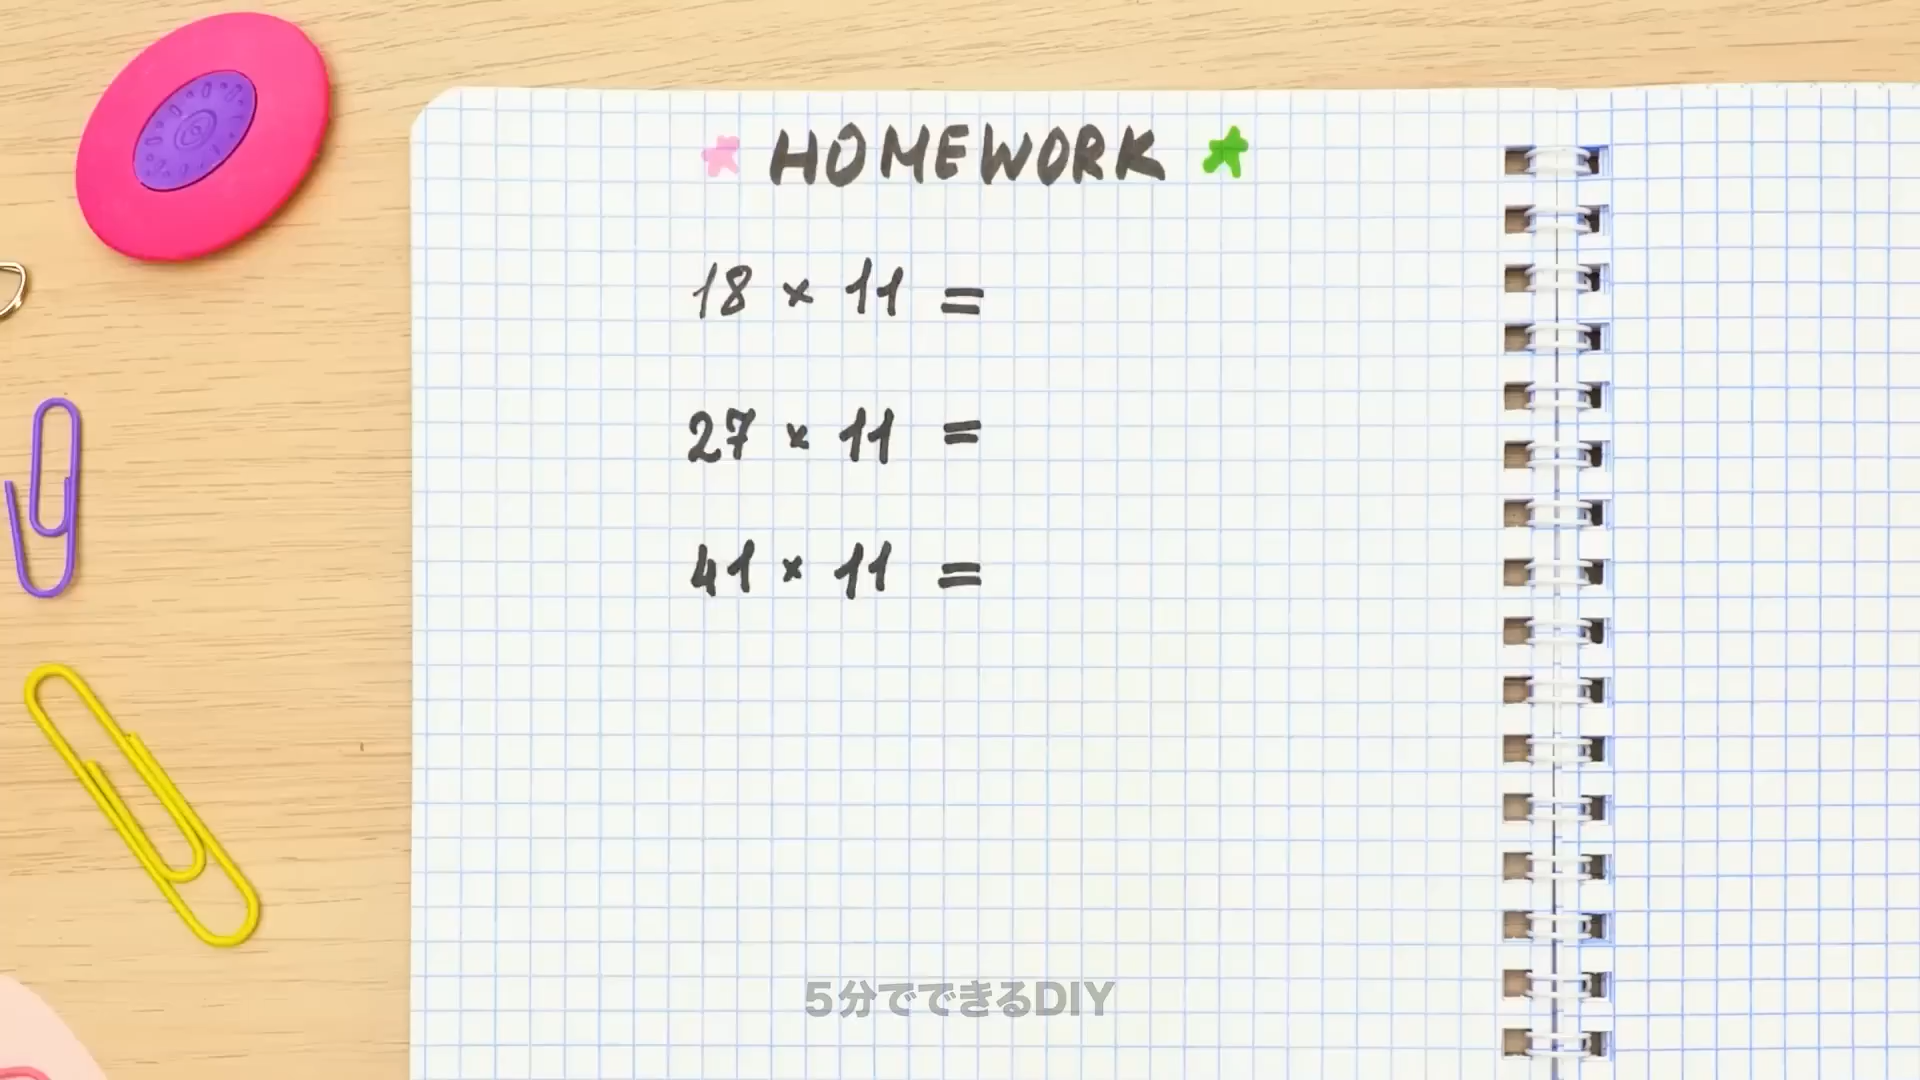 HOMEWORK
18 × 11 =
27 × 11 =
41 × 11 =
5分でできるDIY